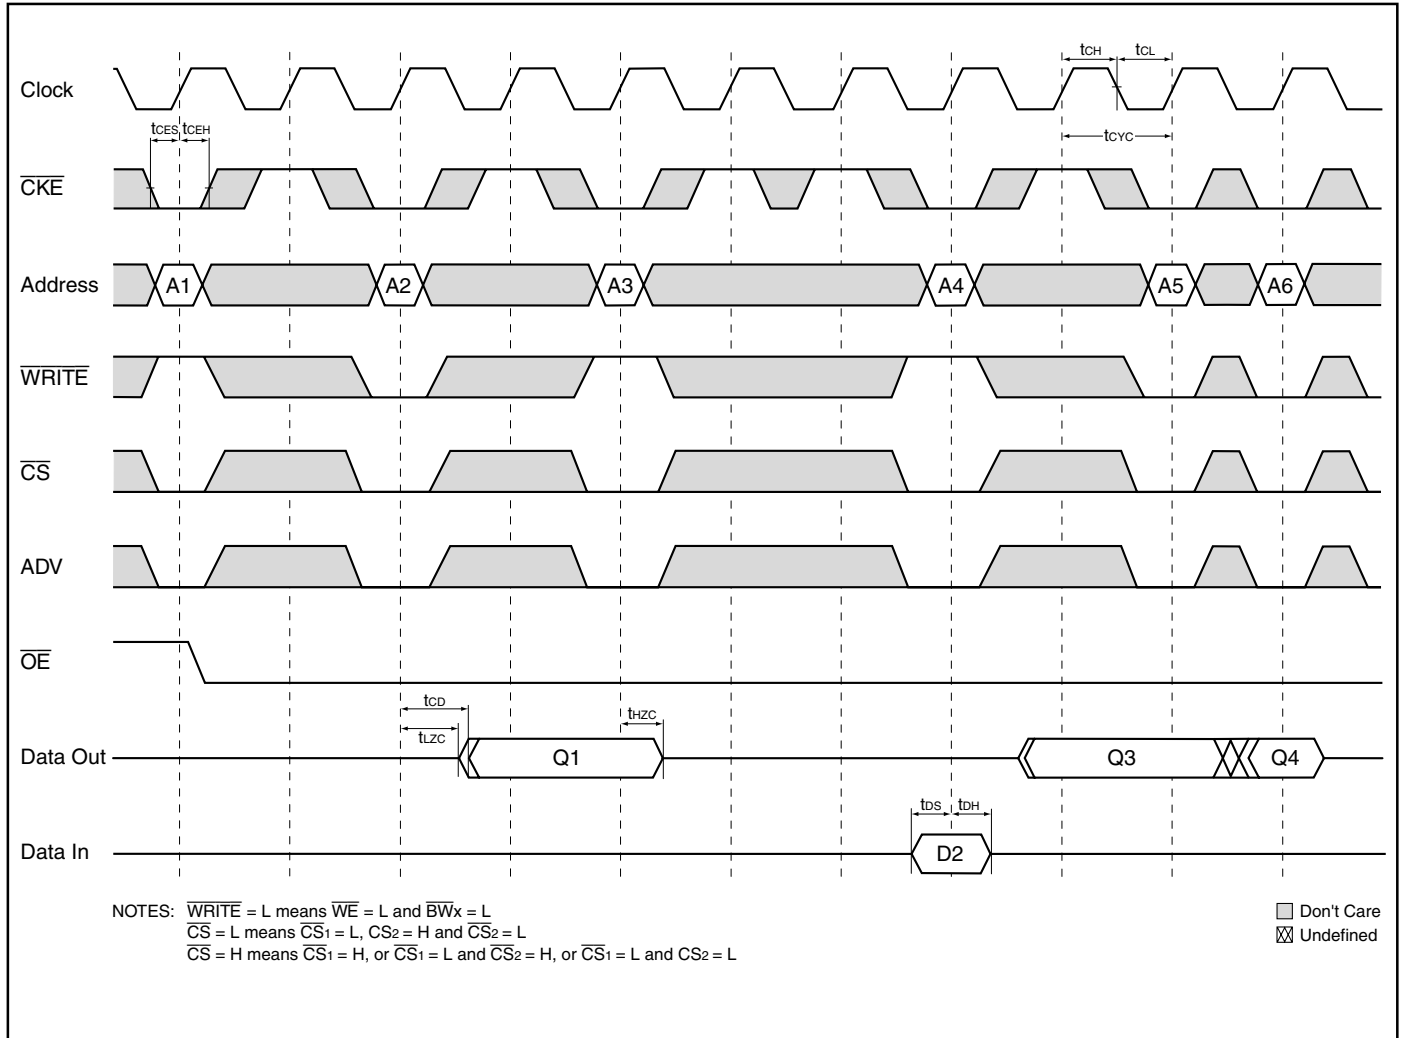 tCH tCL
Clock
tCES tCEH
tCYC
CKE
Address A1 A2 A3 A4 A5 A6
WRITE
CS
ADV
OE
tCD
tLZC
tHZC
Data Out Q1 Q3 Q4
tDS tDH
Data In D2
NOTES: WRITE = L means WE = L and BWx = L
CS = L means CS1 = L, CS2 = H and CS2 = L
CS = H means CS1 = H, or CS1 = L and CS2 = H, or CS1 = L and CS2 = L
Don't Care
Undefined